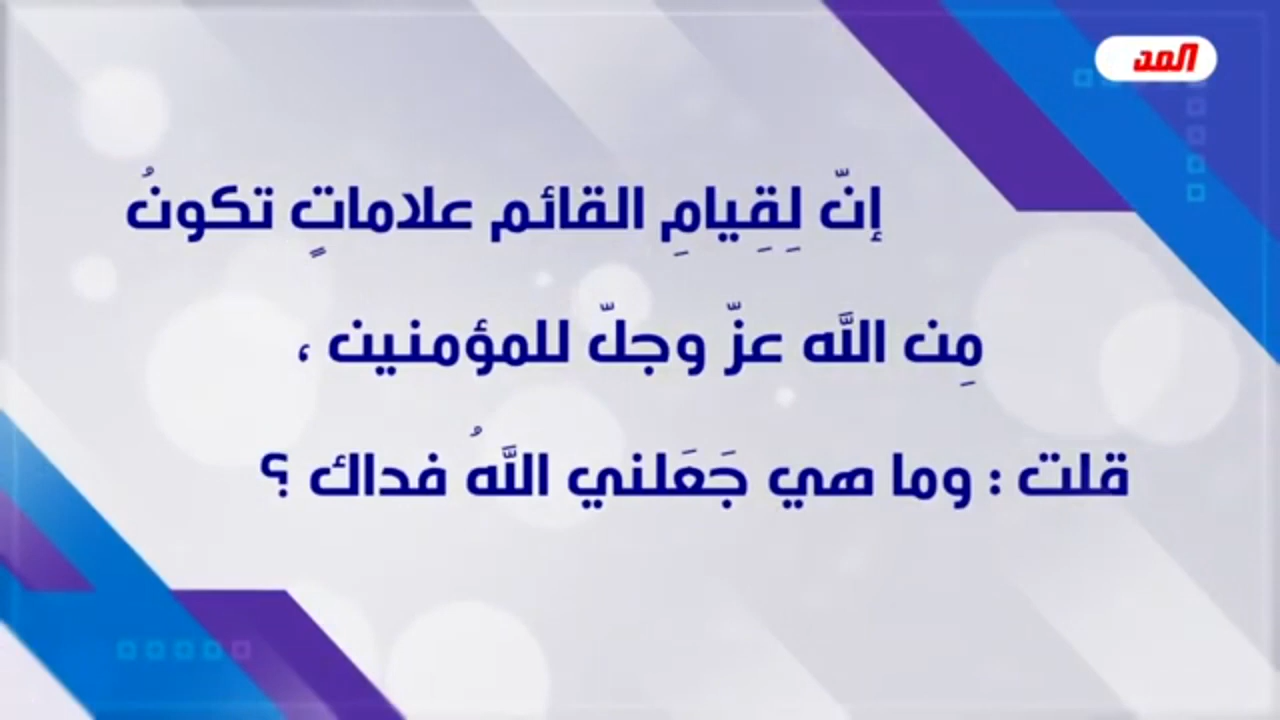 المد
إنّ لِقِيامِ القائم علاماتٍ تكونُ
مِن اللَّه عزّ وجلّ للمؤمنين ،
قلت : وما هي جَعَلني اللَّهُ فداك ؟